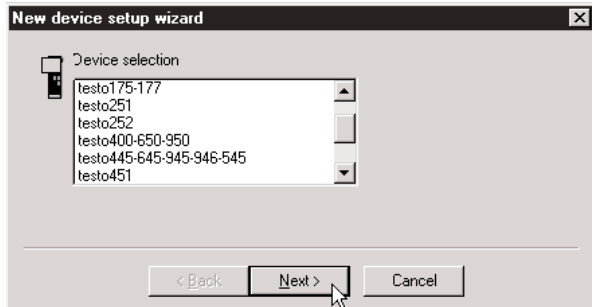 New device setup wizard
Device selection
testo175-177
testo251
testo252
testo400-650-950
testo445-645-945-946-545
testo451
< Back
Next >
Cancel